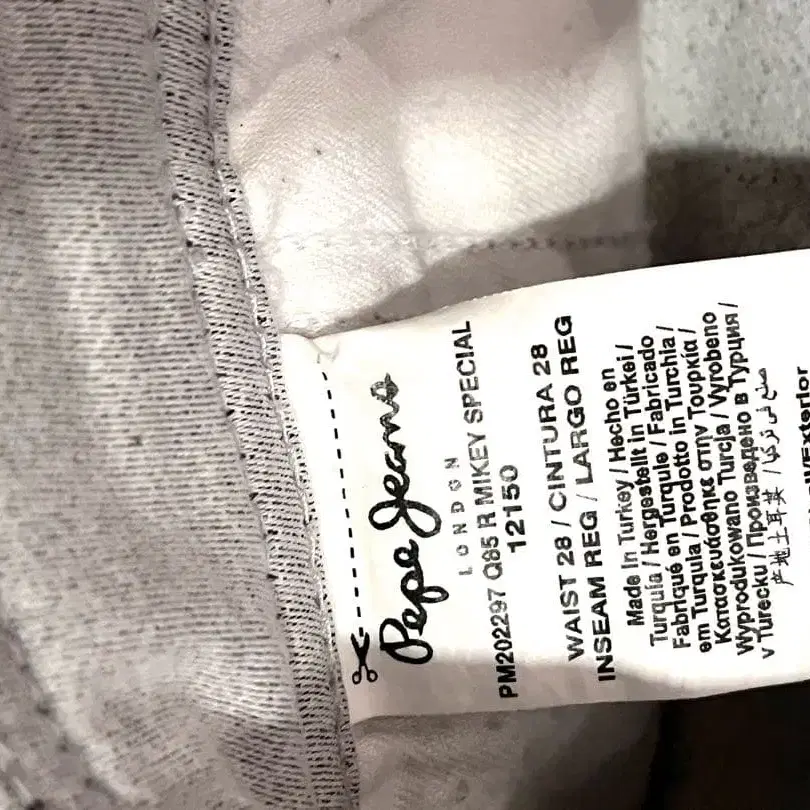 Pepe Jeans
LONDON
PM202297 Q85 R MIKEY SPECIAL
12150
WAIST 28 / CINTURA 28
INSEAM REG / LARGO REG
Made In Turkey / Hecho en
Turquía / Hergestellt in Türkei /
Fabriqué en Turquie / Fabricado
em Turquia / Prodotto in Turchia /
Κατασκευάσθηκε στην Τουρκία /
Wyprodukowano Turcja / Vyrobeno
v Turecku / Произведено в Турция /
صنع في تركيا / 产地土耳其
/Exterior